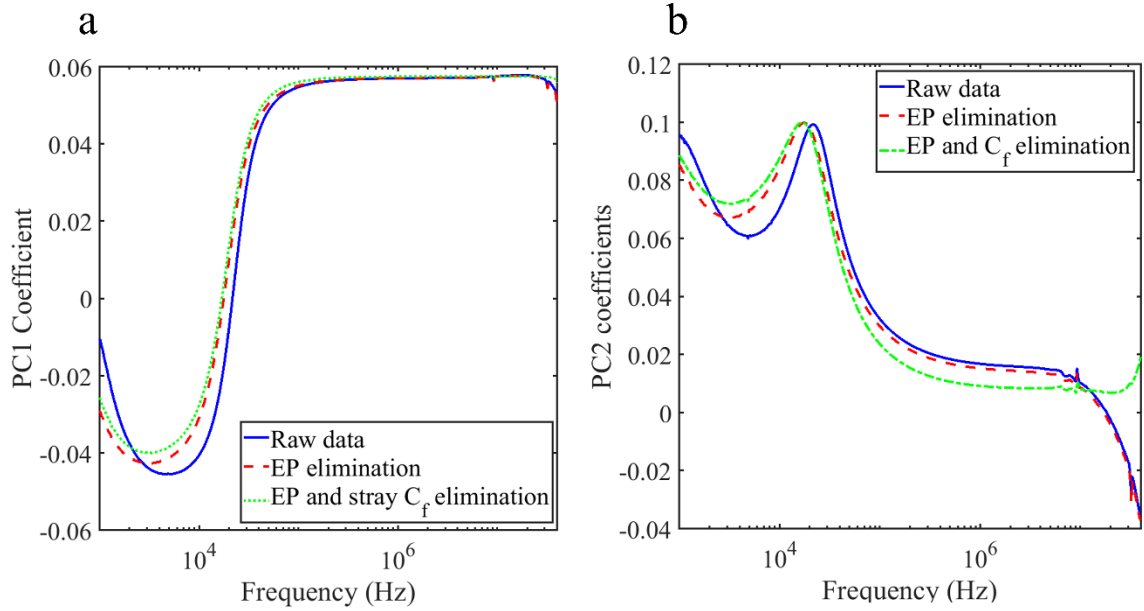 a
0.06
0.04
0.02
0
-0.02
-0.04
-0.06
PC1 Coefficient
Raw data
EP elimination
EP and stray C_f elimination
10^4
10^6
Frequency (Hz)
b
0.12
0.1
0.08
0.06
0.04
0.02
0
-0.02
-0.04
PC2 coefficients
Raw data
EP elimination
EP and C_f elimination
10^4
10^6
Frequency (Hz)